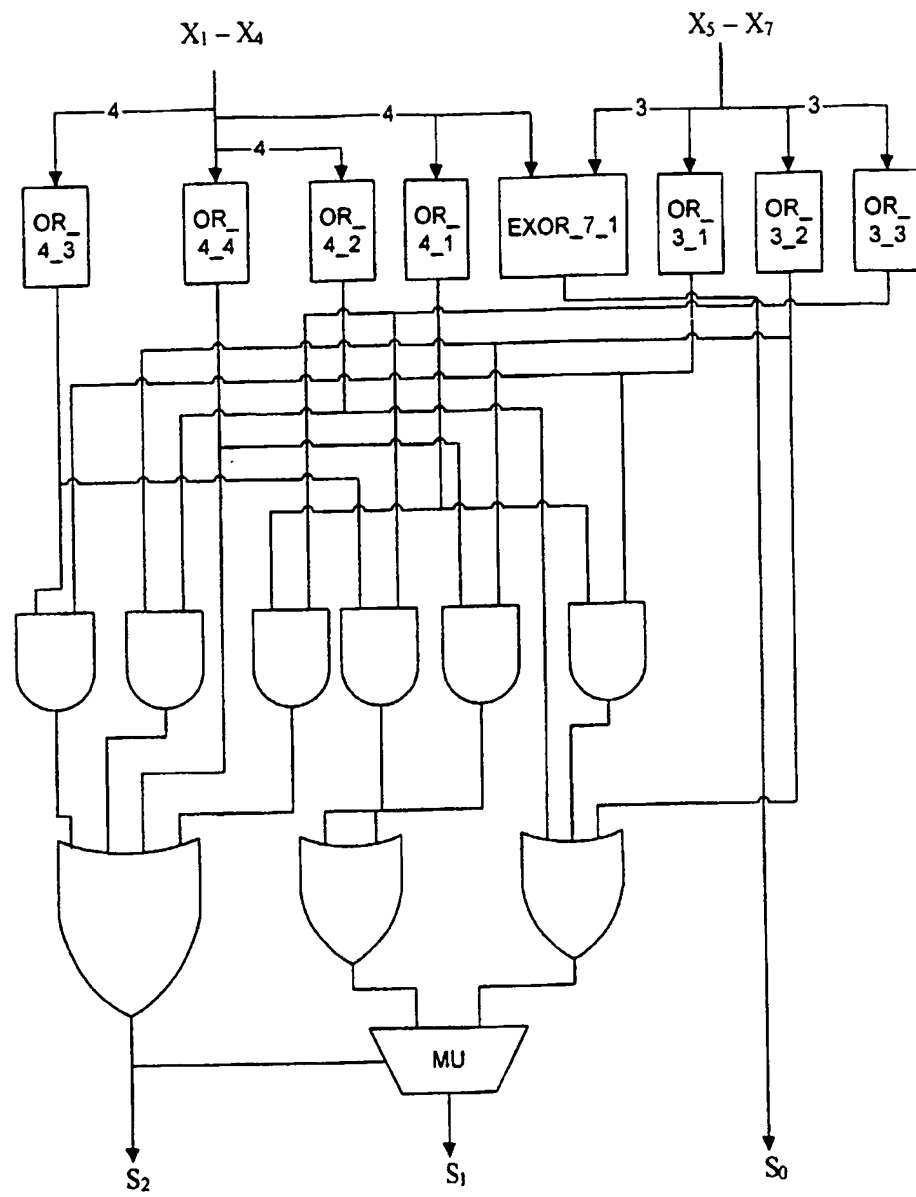 X₁ – X₄
X₅ – X₇
4
4
4
3
3
OR_
4_3
OR_
4_4
OR_
4_2
OR_
4_1
EXOR_7_1
OR_
3_1
OR_
3_2
OR_
3_3
MU
S₂
S₁
S₀